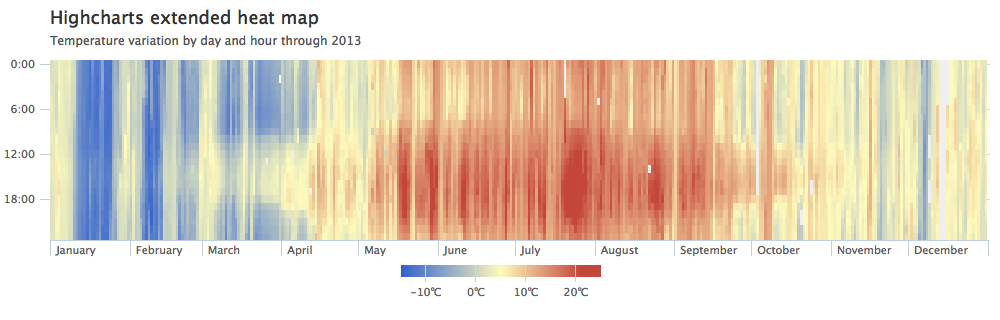 Highcharts extended heat map
Temperature variation by day and hour through 2013
0:00
6:00
12:00
18:00
January February March April May June July August September October November December
-10℃ 0℃ 10℃ 20℃